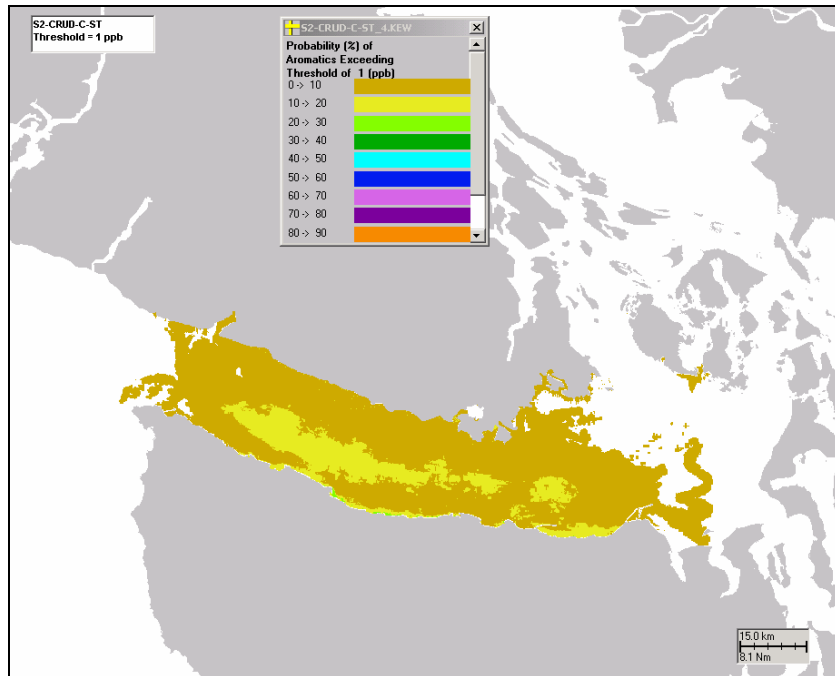 S2-CRUD-C-ST
Threshold = 1 ppb
S2-CRUD-C-ST_4.KEW
Probability (%) of
Aromatics Exceeding
Threshold of 1 (ppb)
0 -> 10
10 -> 20
20 -> 30
30 -> 40
40 -> 50
50 -> 60
60 -> 70
70 -> 80
80 -> 90
15.0 km
8.1 Nm